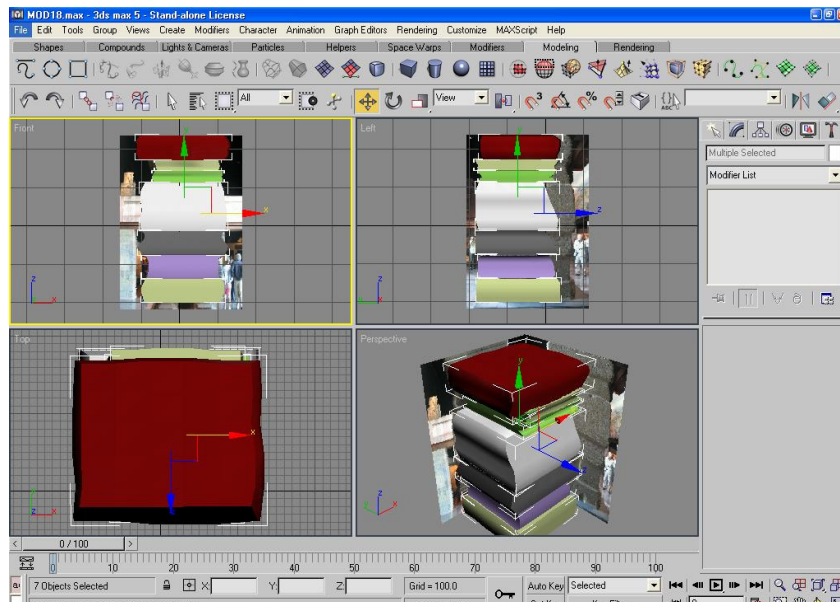 MOD18.max - 3ds max 5 - Stand-alone License
File Edit Tools Group Views Create Modifiers Character Animation Graph Editors Rendering Customize MAXScript Help
Shapes Compounds Lights & Cameras Particles Helpers Space Warps Modifiers Modeling Rendering
All View
Front Left
Multiple Selected
Modifier List
Top Perspective
0 / 100
0 10 20 30 40 50 60 70 80 90 100
7 Objects Selected X: Y: Z: Grid = 100.0 Auto Key Selected